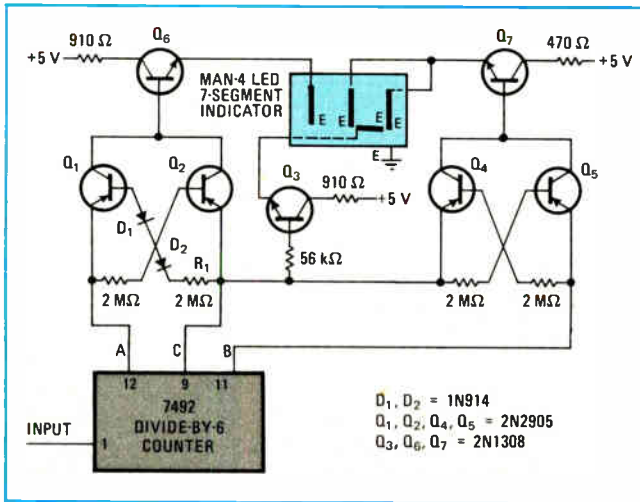 910 Ω
Q6
Q7
470 Ω
+5 V
+5 V
MAN-4 LED
7-SEGMENT
INDICATOR
E
E
E
E
E
Q1
Q2
Q3
910 Ω
+5 V
Q4
Q5
D1
D2
R1
56 kΩ
2 MΩ
2 MΩ
2 MΩ
2 MΩ
A
C
B
12
9
11
7492
DIVIDE-BY-6
COUNTER
INPUT
1
D1, D2 = 1N914
Q1, Q2, Q4, Q5 = 2N2905
Q3, Q6, Q7 = 2N1308